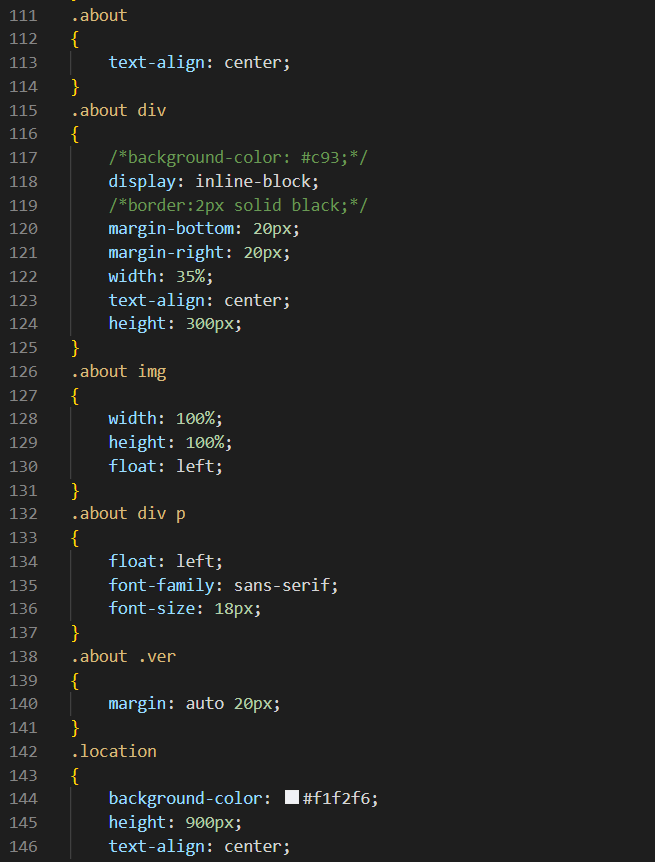 111 .about
112 {
113 text-align: center;
114 }
115 .about div
116 {
117 /*background-color: #c93;*/
118 display: inline-block;
119 /*border:2px solid black;*/
120 margin-bottom: 20px;
121 margin-right: 20px;
122 width: 35%;
123 text-align: center;
124 height: 300px;
125 }
126 .about img
127 {
128 width: 100%;
129 height: 100%;
130 float: left;
131 }
132 .about div p
133 {
134 float: left;
135 font-family: sans-serif;
136 font-size: 18px;
137 }
138 .about .ver
139 {
140 margin: auto 20px;
141 }
142 .location
143 {
144 background-color: #f1f2f6;
145 height: 900px;
146 text-align: center;